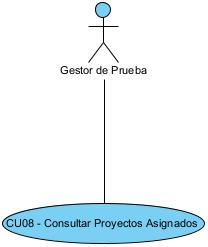 Gestor de Prueba
CU08 - Consultar Proyectos Asignados